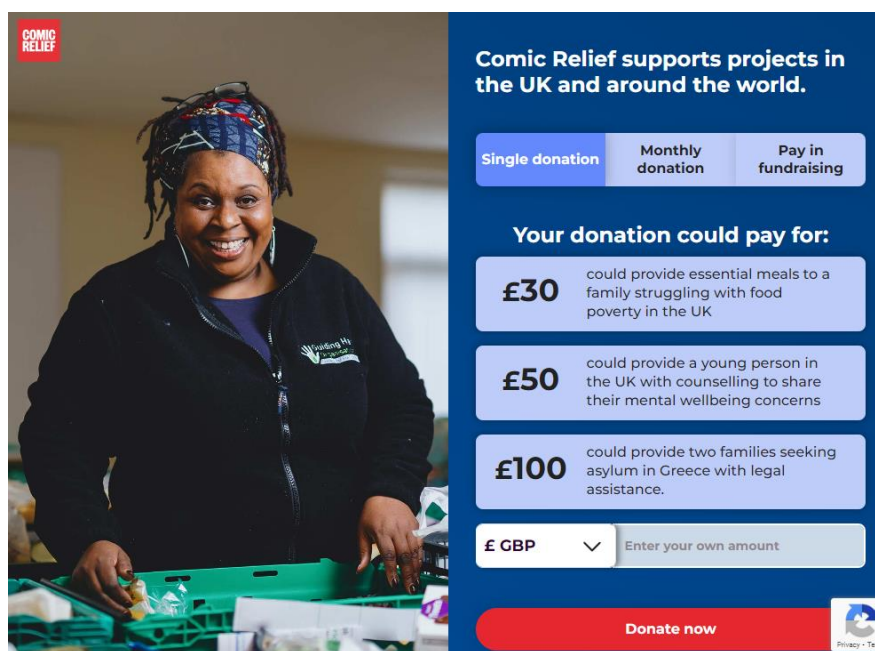 COMIC
RELIEF
Comic Relief supports projects in
the UK and around the world.
Single donation
Monthly
donation
Pay in
fundraising
Your donation could pay for:
£30
could provide essential meals to a
family struggling with food
poverty in the UK
£50
could provide a young person in
the UK with counselling to share
their mental wellbeing concerns
£100
could provide two families seeking
asylum in Greece with legal
assistance.
£ GBP
Enter your own amount
Donate now
Privacy - Te